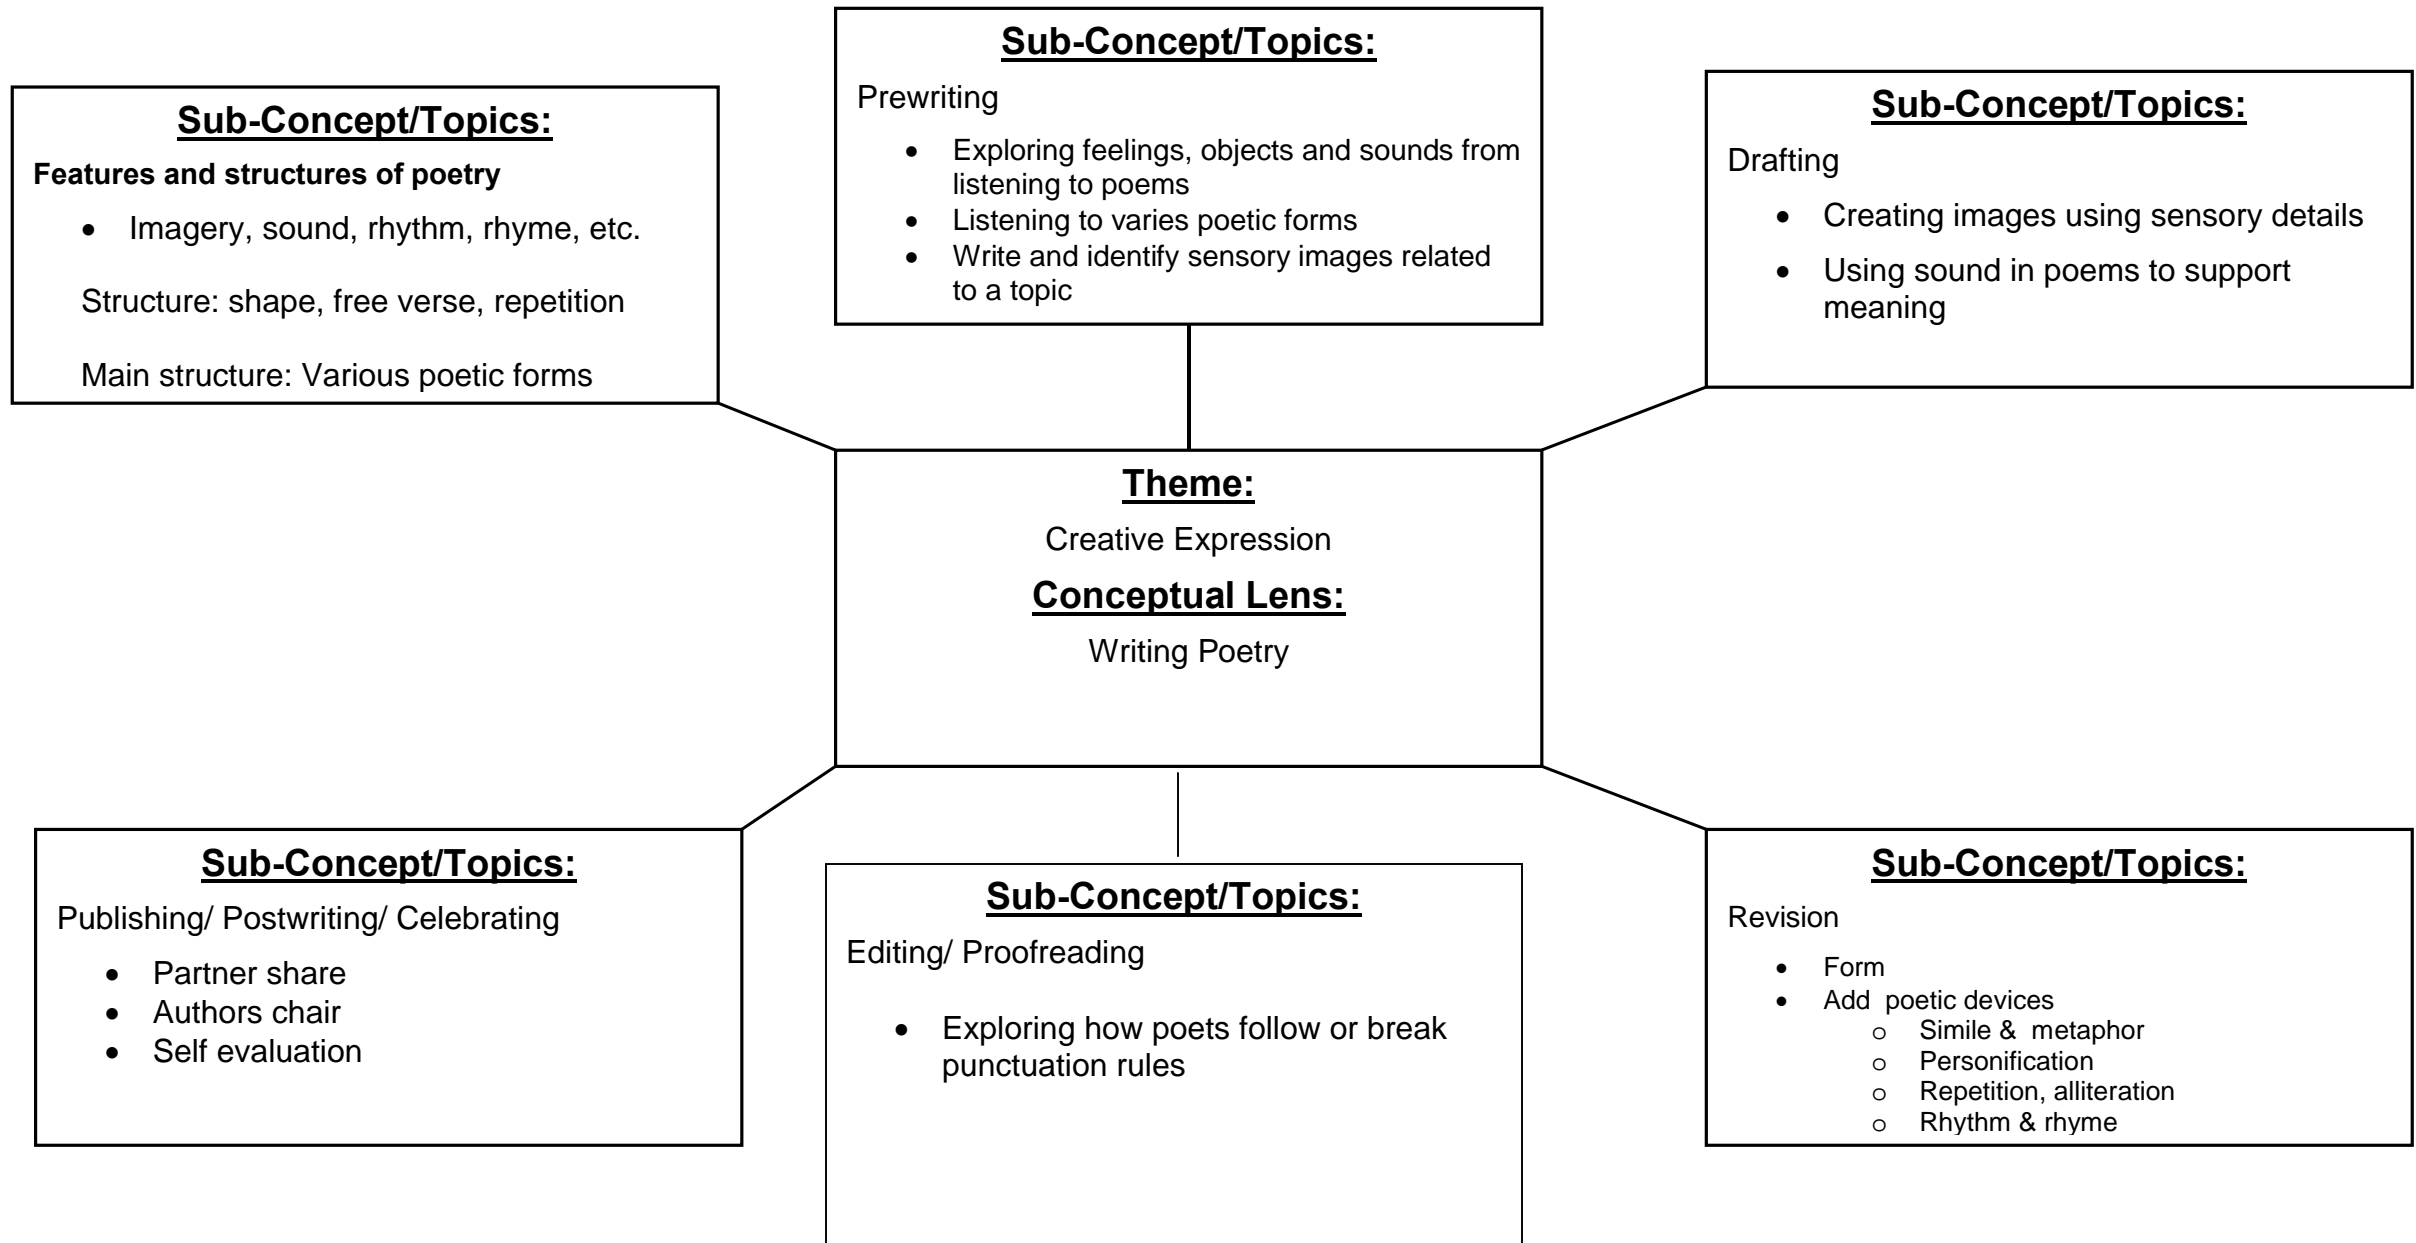 Sub-Concept/Topics:
Features and structures of poetry
• Imagery, sound, rhythm, rhyme, etc.
Structure: shape, free verse, repetition
Main structure: Various poetic forms
Sub-Concept/Topics:
Prewriting
• Exploring feelings, objects and sounds from
listening to poems
• Listening to varies poetic forms
• Write and identify sensory images related
to a topic
Sub-Concept/Topics:
Drafting
• Creating images using sensory details
• Using sound in poems to support
meaning
Theme:
Creative Expression
Conceptual Lens:
Writing Poetry
Sub-Concept/Topics:
Publishing/ Postwriting/ Celebrating
• Partner share
• Authors chair
• Self evaluation
Sub-Concept/Topics:
Editing/ Proofreading
• Exploring how poets follow or break
punctuation rules
Sub-Concept/Topics:
Revision
• Form
• Add  poetic devices
o Simile &  metaphor
o Personification
o Repetition, alliteration
o Rhythm & rhyme